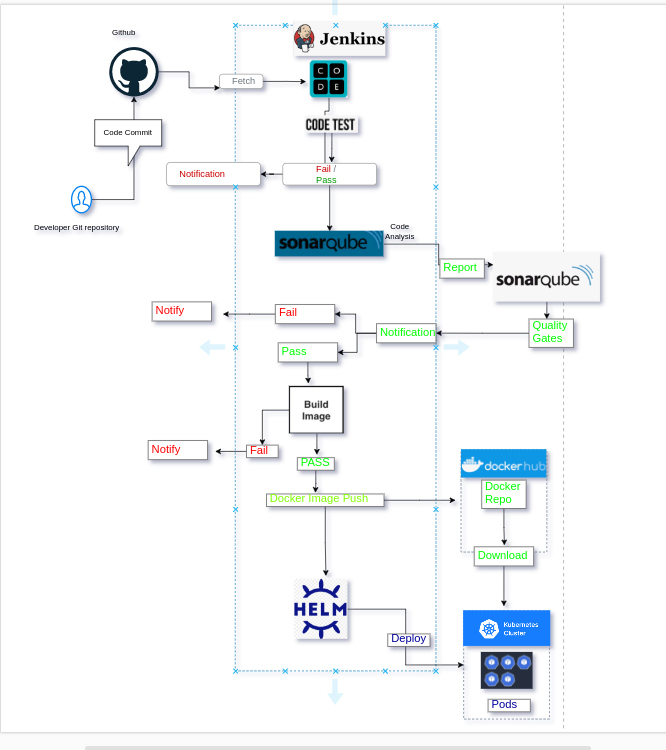 Github
Jenkins
C O
D E
Fetch
CODE TEST
Code Commit
Notification
Fail /
Pass
Developer Git repository
sonarqube
Code
Analysis
Report
sonarqube
Notify
Fail
Notification
Quality
Gates
Pass
Build
Image
Notify
Fail
PASS
dockerhub
Docker
Repo
Docker Image Push
Download
HELM
Deploy
Kubernetes
Cluster
Pods